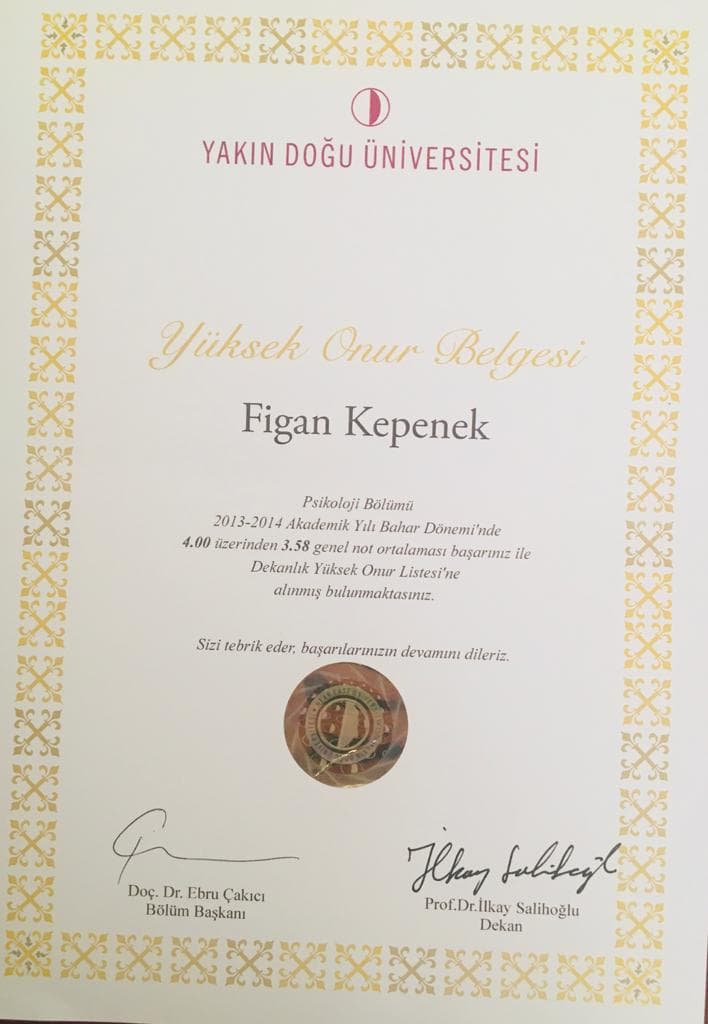 YAKIN DOĞU ÜNİVERSİTESİ
Yüksek Onur Belgesi
Figan Kepenek
Psikoloji Bölümü
2013-2014 Akademik Yılı Bahar Dönemi'nde
4.00 üzerinden 3.58 genel not ortalaması başarınız ile
Dekanlık Yüksek Onur Listesi'ne
alınmış bulunmaktasınız.
Sizi tebrik eder, başarılarınızın devamını dileriz.
İlkay Salihoğlu
Doç. Dr. Ebru Çakıcı
Bölüm Başkanı
Prof.Dr.İlkay Salihoğlu
Dekan